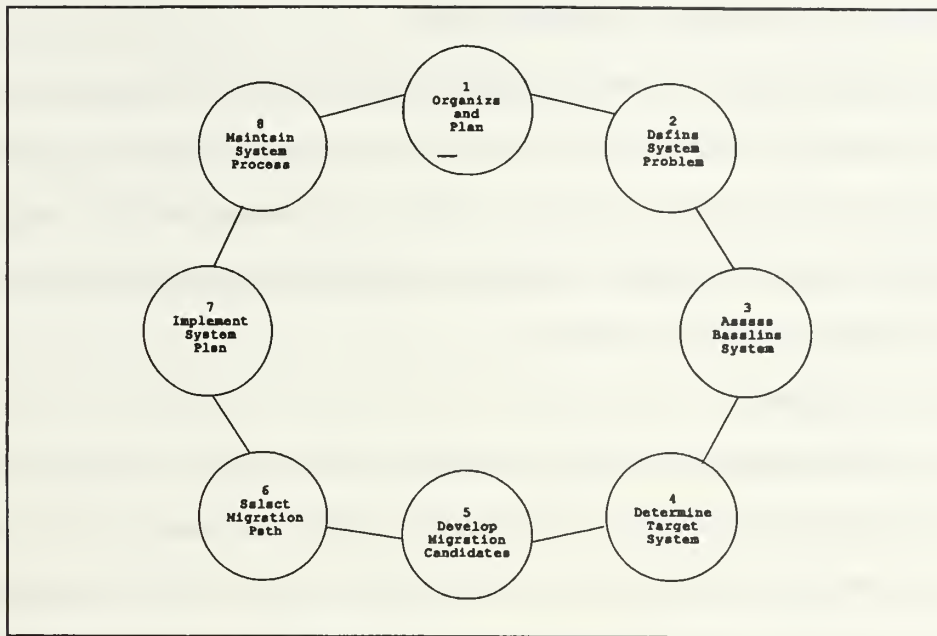 1
Organize
and
Plan
2
Define
System
Problem
3
Assess
Baseline
System
4
Determine
Target
System
5
Develop
Migration
Candidates
6
Select
Migration
Path
7
Implement
System
Plan
8
Maintain
System
Process